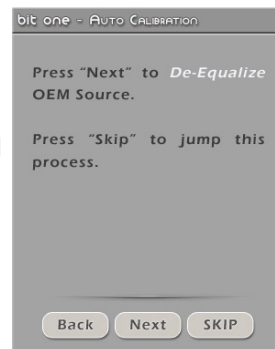 bit one - Auto Calibration
Press "Next" to De-Equalize
OEM Source.
Press "Skip" to jump this
process.
Back Next SKIP